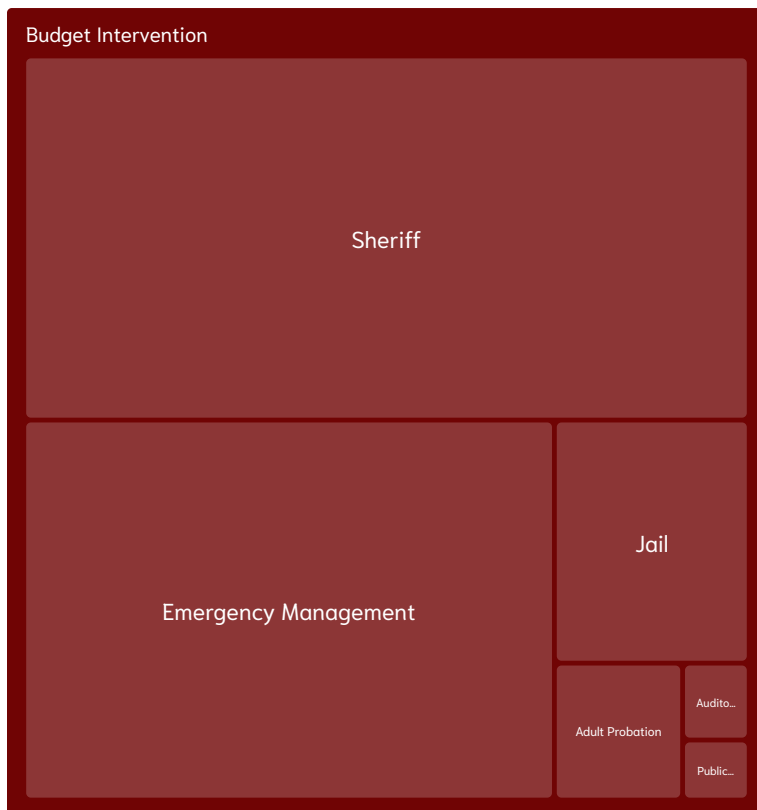 Budget Intervention
Sheriff
Emergency Management
Jail
Adult Probation
Audito...
Public...